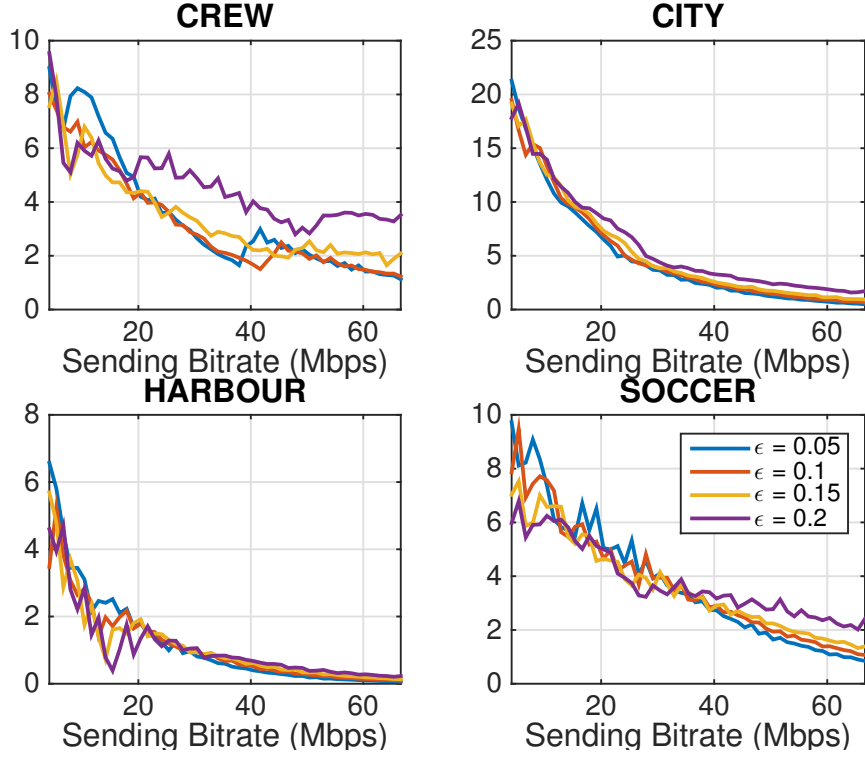 CREW
10
8
6
4
2
0
20 40 60
Sending Bitrate (Mbps)
CITY
25
20
15
10
5
0
20 40 60
Sending Bitrate (Mbps)
HARBOUR
8
6
4
2
0
20 40 60
Sending Bitrate (Mbps)
SOCCER
10
8
6
4
2
0
ϵ = 0.05
ϵ = 0.1
ϵ = 0.15
ϵ = 0.2
20 40 60
Sending Bitrate (Mbps)